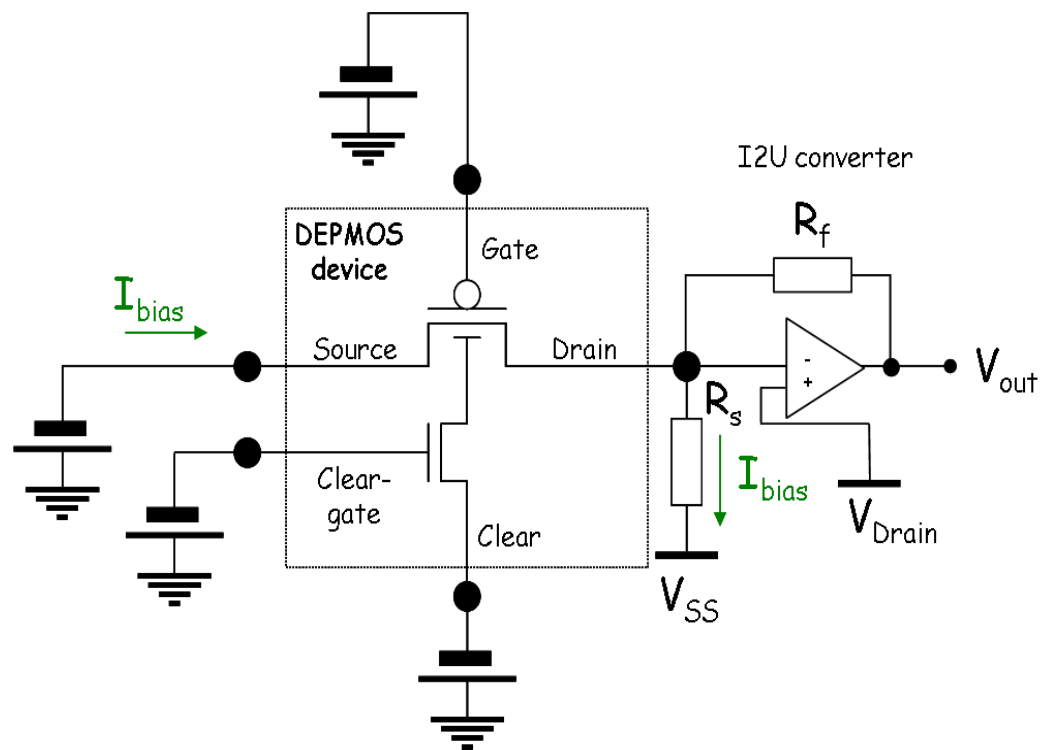 I2U converter
Rf
DEPMOS
device
Gate
Ibias
Source
Drain
-
+
Vout
Rs
Ibias
Clear-
gate
VDrain
Clear
VSS